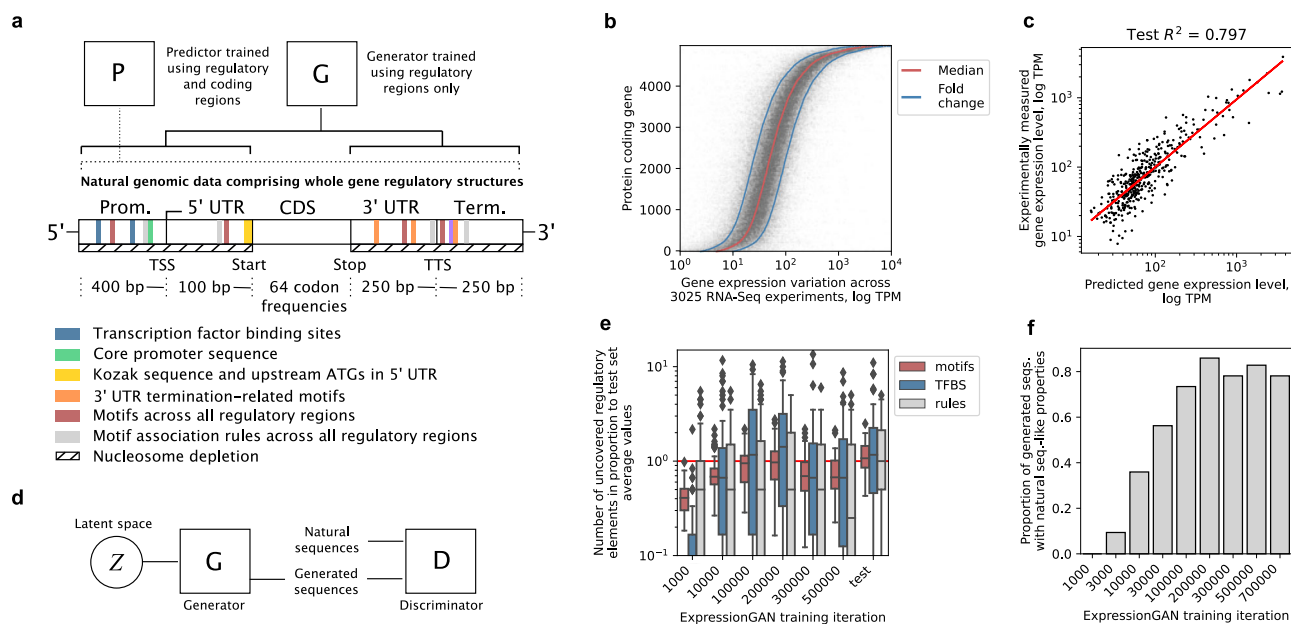 a
P
Predictor trained
using regulatory
and coding
regions
G
Generator trained
using regulatory
regions only
Natural genomic data comprising whole gene regulatory structures
Prom. 5' UTR CDS 3' UTR Term.
5' 3'
TSS Start Stop TTS
400 bp 100 bp 64 codon frequencies 250 bp 250 bp
Transcription factor binding sites
Core promoter sequence
Kozak sequence and upstream ATGs in 5' UTR
3' UTR termination-related motifs
Motifs across all regulatory regions
Motif association rules across all regulatory regions
Nucleosome depletion
b
Protein coding gene
4000
3000
2000
1000
0
10^0 10^1 10^2 10^3 10^4
Gene expression variation across
3025 RNA-Seq experiments, log TPM
Median
Fold
change
c
Test R^2 = 0.797
Experimentally measured
gene expression level, log TPM
10^3
10^2
10^1
10^2 10^3
Predicted gene expression level,
log TPM
d
Latent space
Z
G
Generator
Natural
sequences
Generated
sequences
D
Discriminator
e
Number of uncovered regulatory
elements in proportion to test set
average values
10^1
10^0
10^-1
1000 10000 100000 200000 300000 500000 test
ExpressionGAN training iteration
motifs
TFBS
rules
f
Proportion of generated seqs.
with natural seq.-like properties
0.8
0.6
0.4
0.2
0.0
1000 3000 10000 30000 100000 200000 300000 500000 700000
ExpressionGAN training iteration